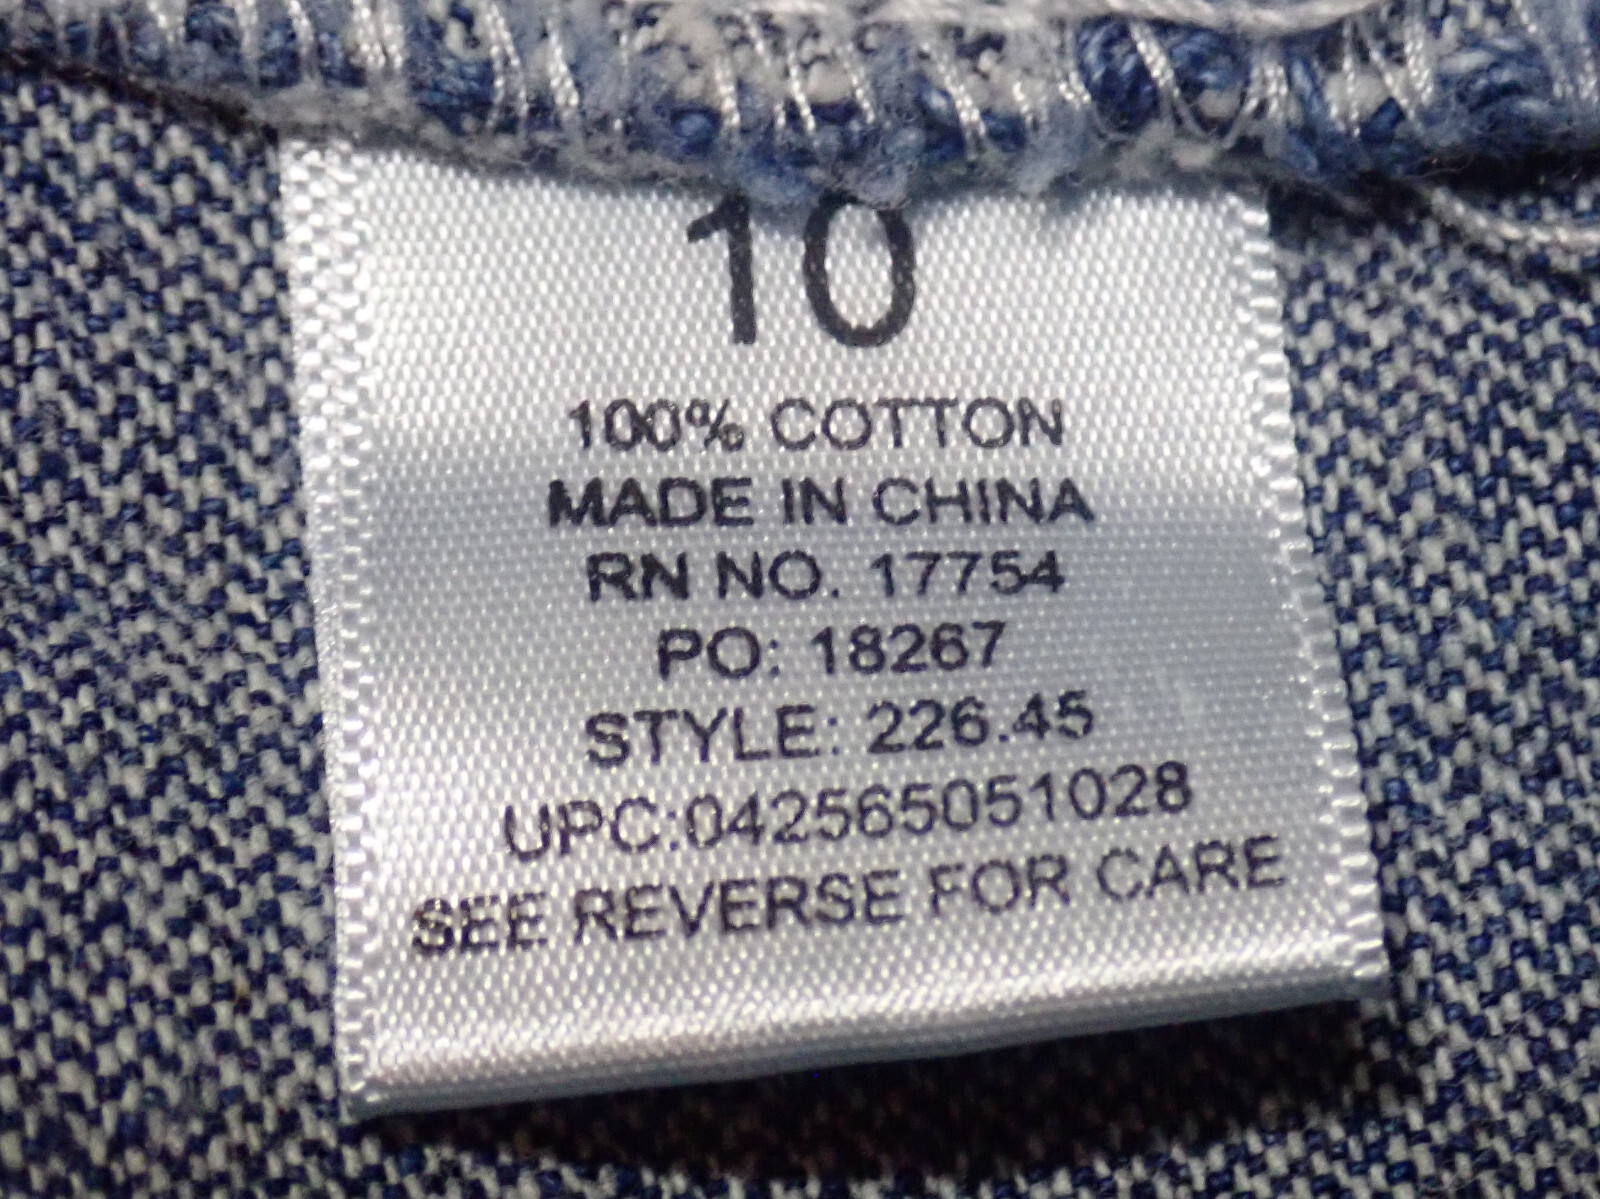 10
100% COTTON
MADE IN CHINA
RN NO. 17754
PO: 18267
STYLE: 226.45
UPC:042565051028
SEE REVERSE FOR CARE